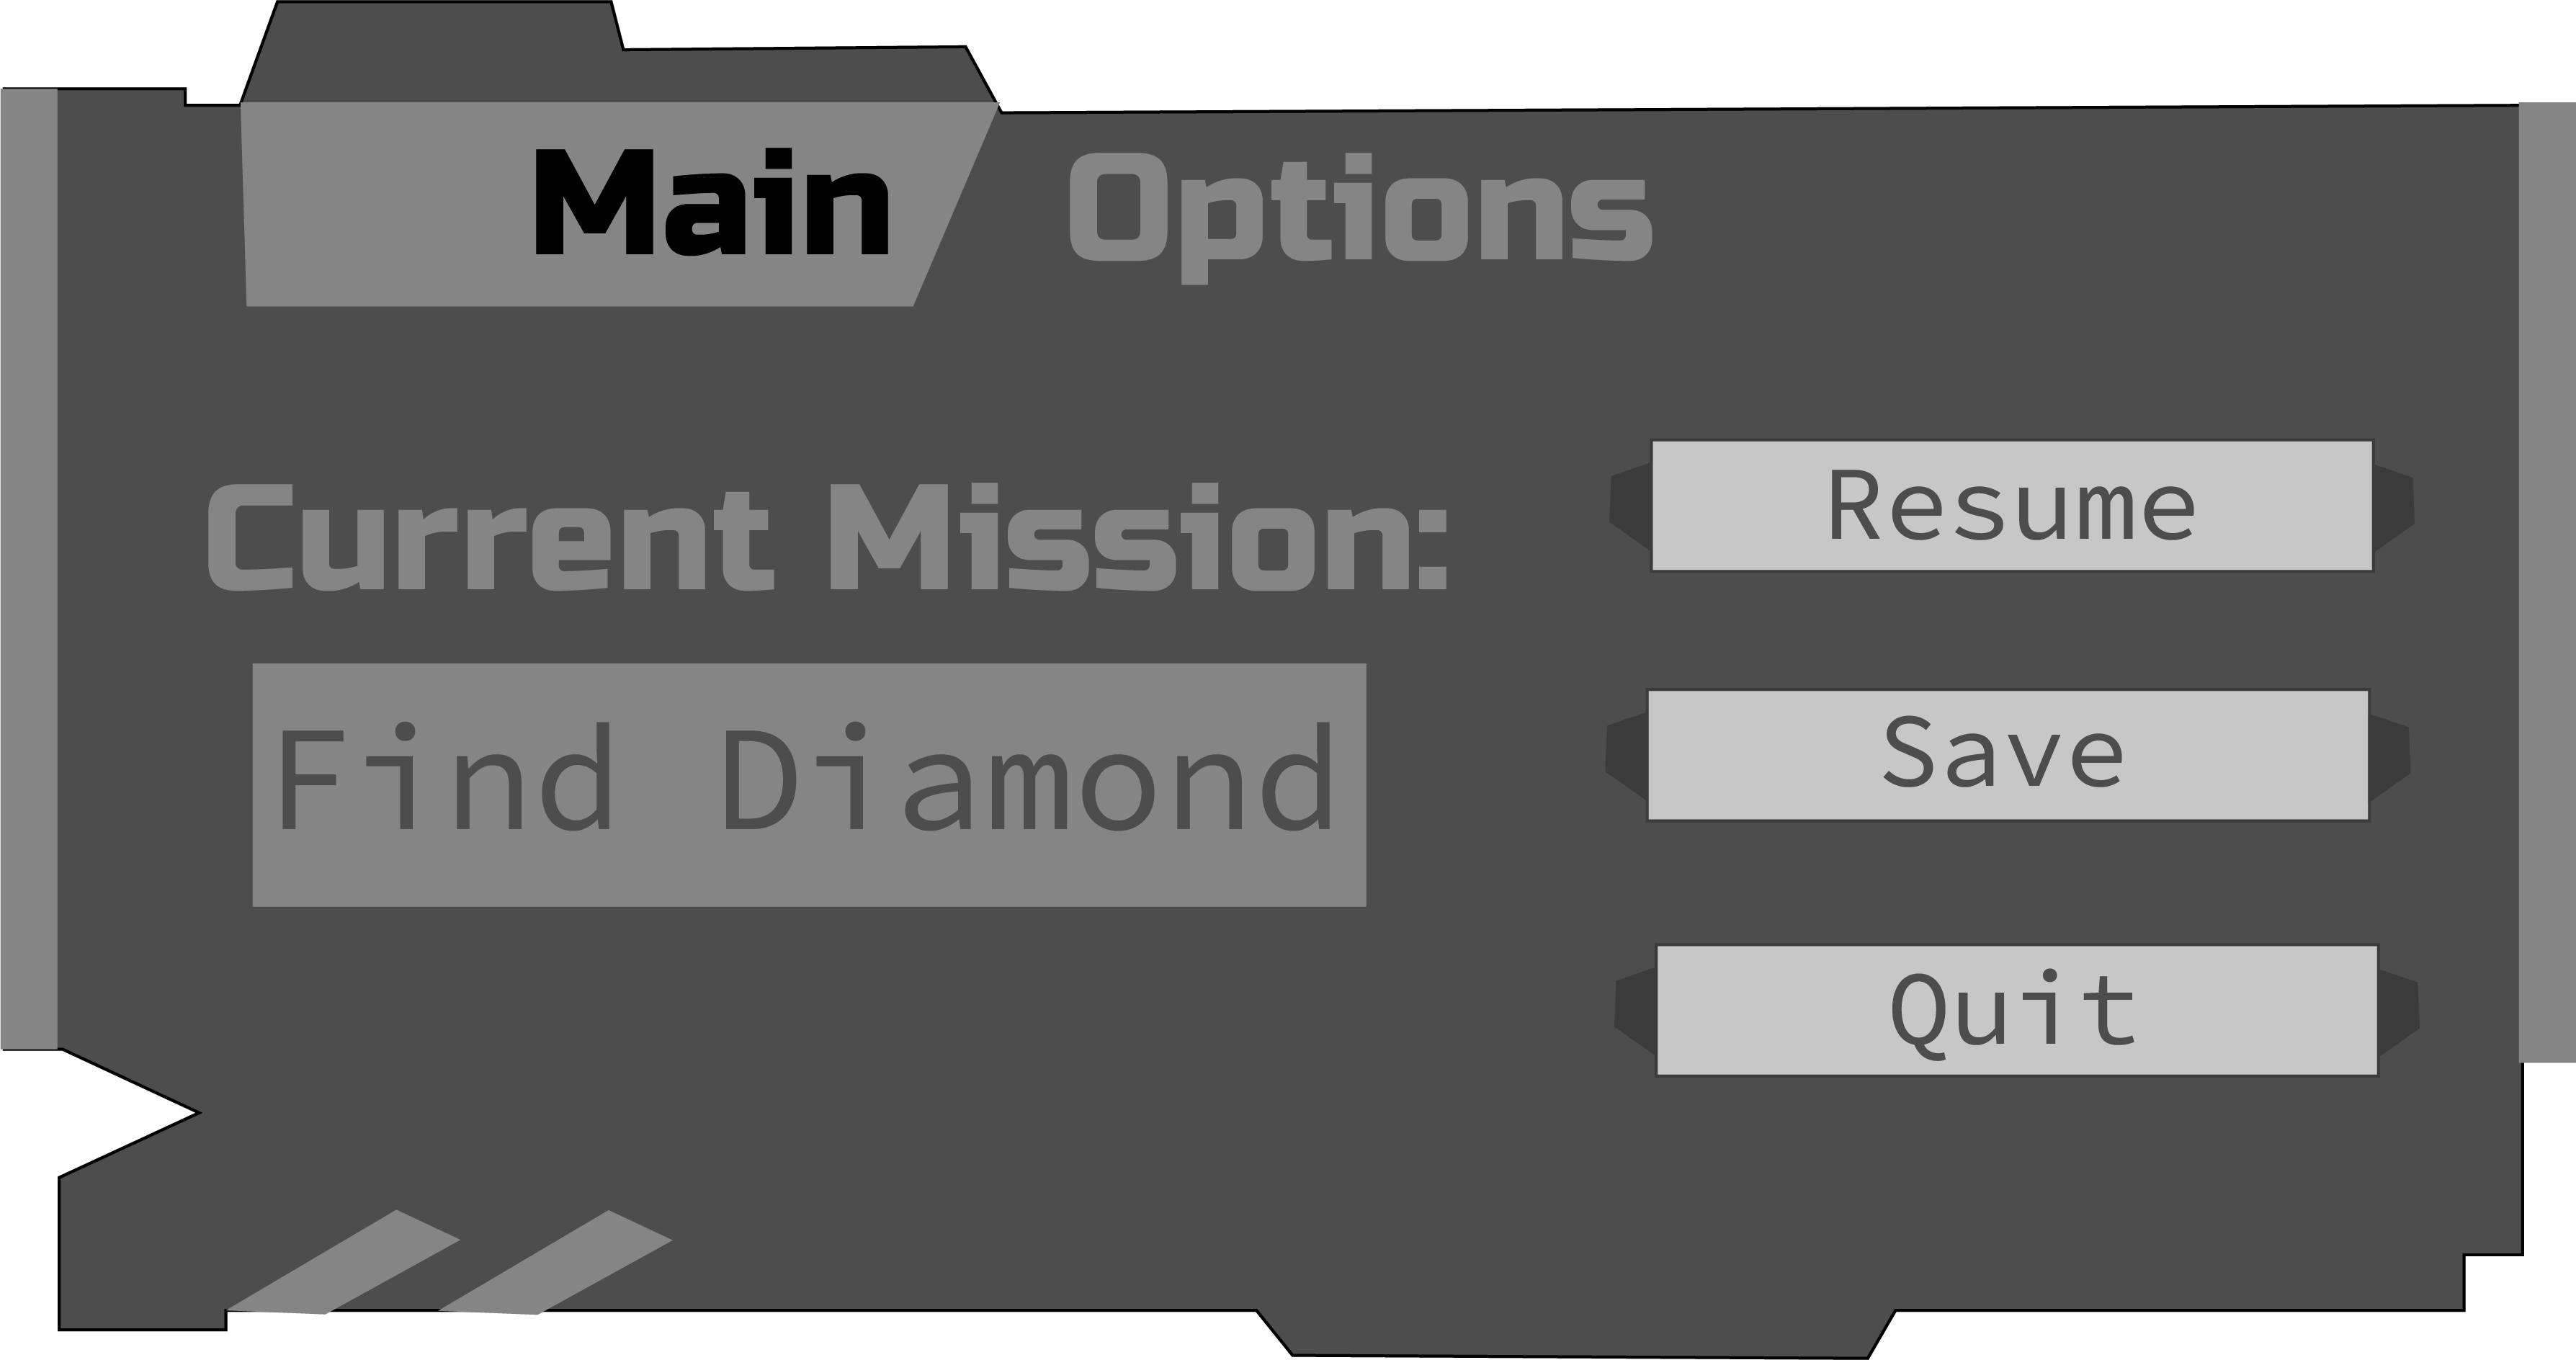 Main
Options
Current Mission:
Find Diamond
Resume
Save
Quit